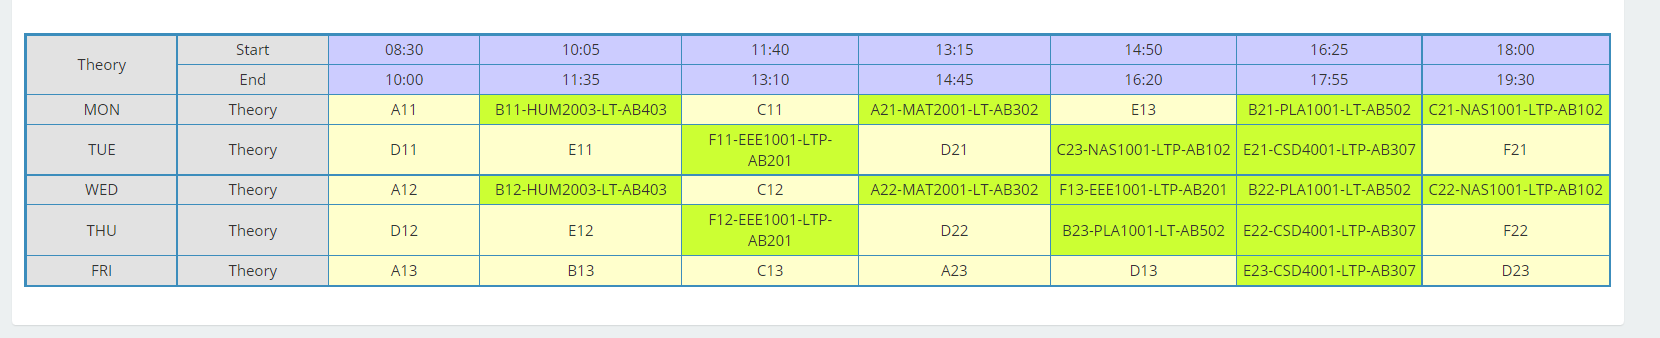 Theory Start 08:30 10:05 11:40 13:15 14:50 16:25 18:00
End 10:00 11:35 13:10 14:45 16:20 17:55 19:30
MON Theory A11 B11-HUM2003-LT-AB403 C11 A21-MAT2001-LT-AB302 E13 B21-PLA1001-LT-AB502 C21-NAS1001-LTP-AB102
TUE Theory D11 E11 F11-EEE1001-LTP-AB201 D21 C23-NAS1001-LTP-AB102 E21-CSD4001-LTP-AB307 F21
WED Theory A12 B12-HUM2003-LT-AB403 C12 A22-MAT2001-LT-AB302 F13-EEE1001-LTP-AB201 B22-PLA1001-LT-AB502 C22-NAS1001-LTP-AB102
THU Theory D12 E12 F12-EEE1001-LTP-AB201 D22 B23-PLA1001-LT-AB502 E22-CSD4001-LTP-AB307 F22
FRI Theory A13 B13 C13 A23 D13 E23-CSD4001-LTP-AB307 D23